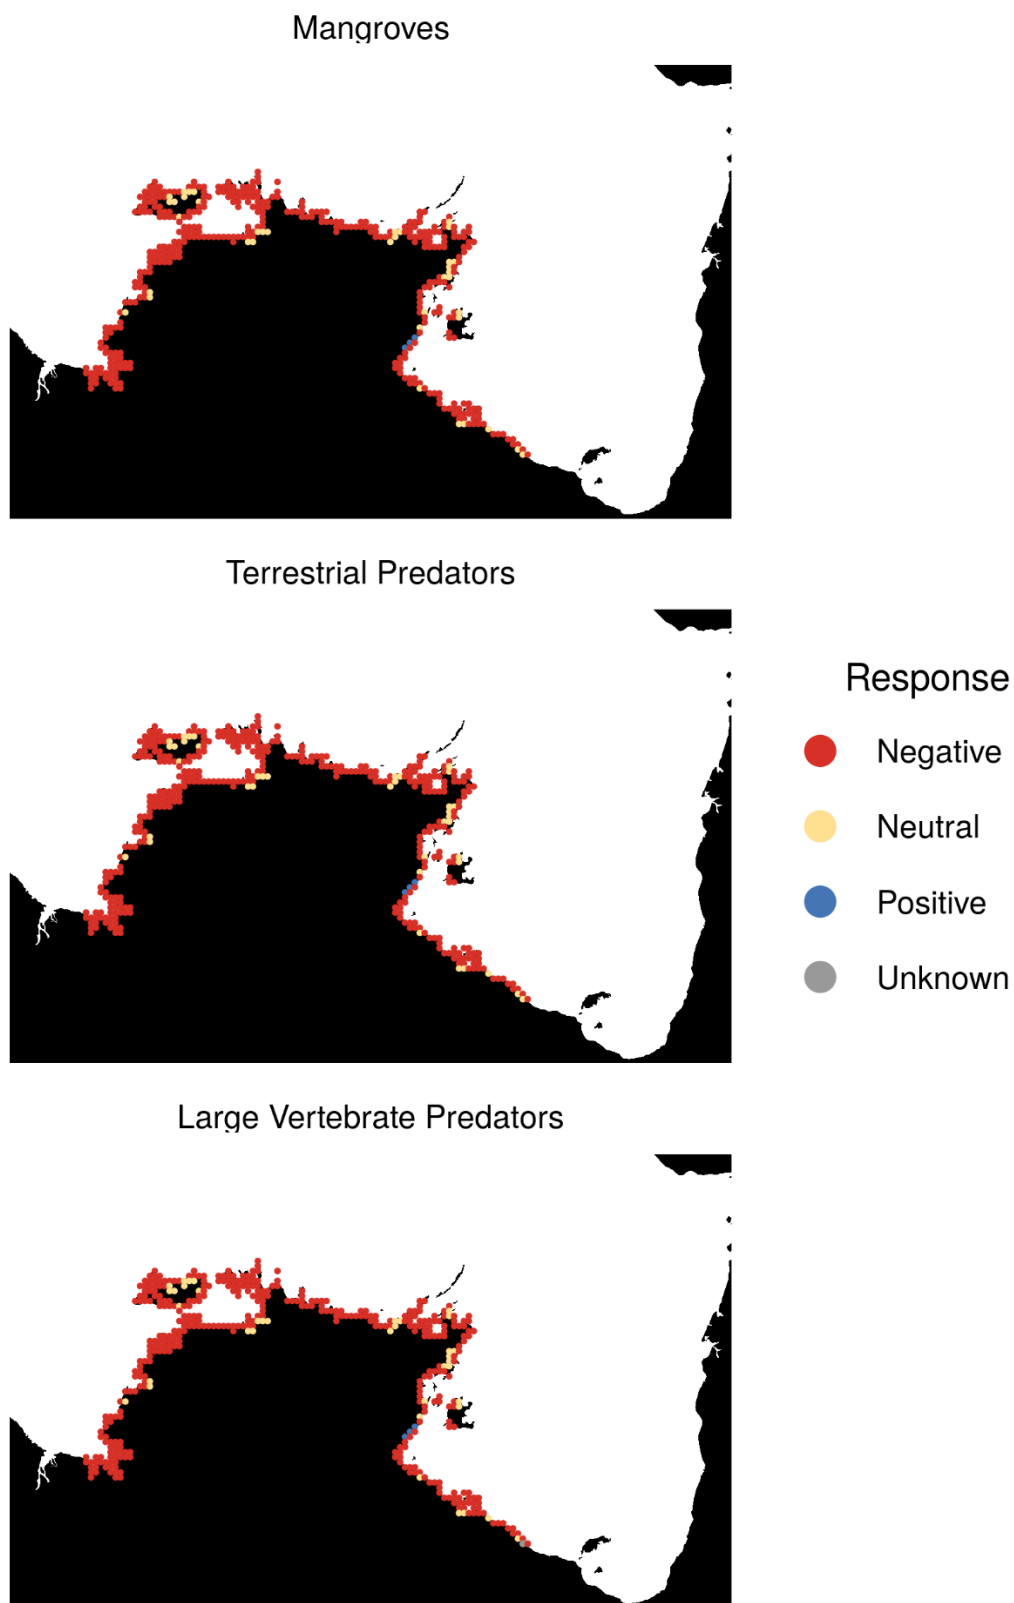 Mangroves
Terrestrial Predators
Response
Negative
Neutral
Positive
Unknown
Large Vertebrate Predators